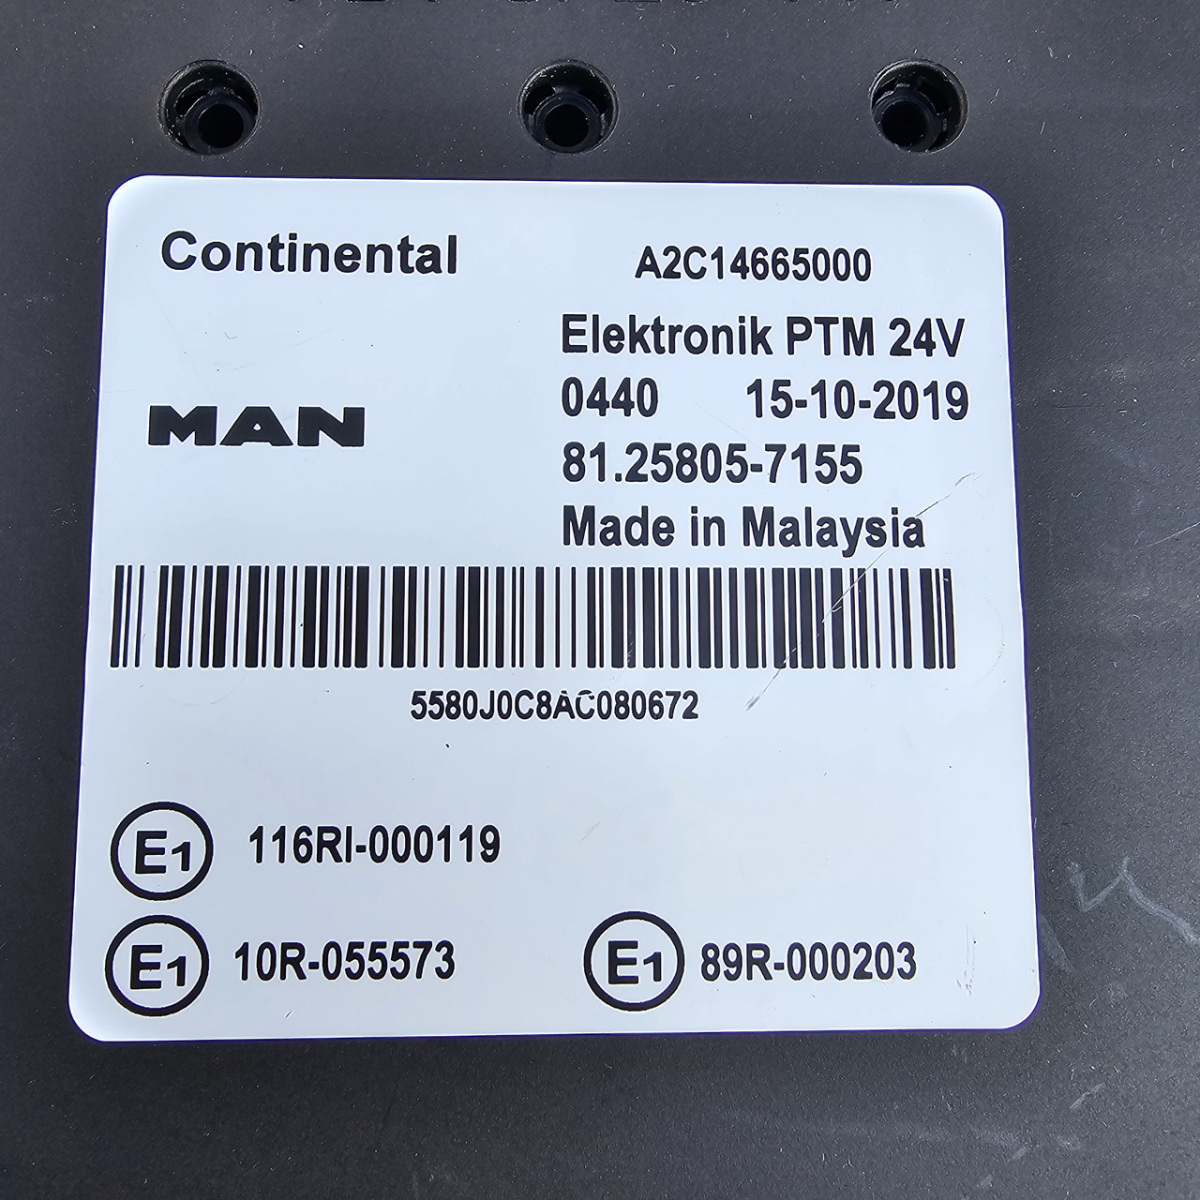 Continental A2C14665000
Elektronik PTM 24V
0440 15-10-2019
MAN
81.25805-7155
Made in Malaysia
5580J0C8AC080672
E1 116RI-000119
E1 10R-055573 E1 89R-000203